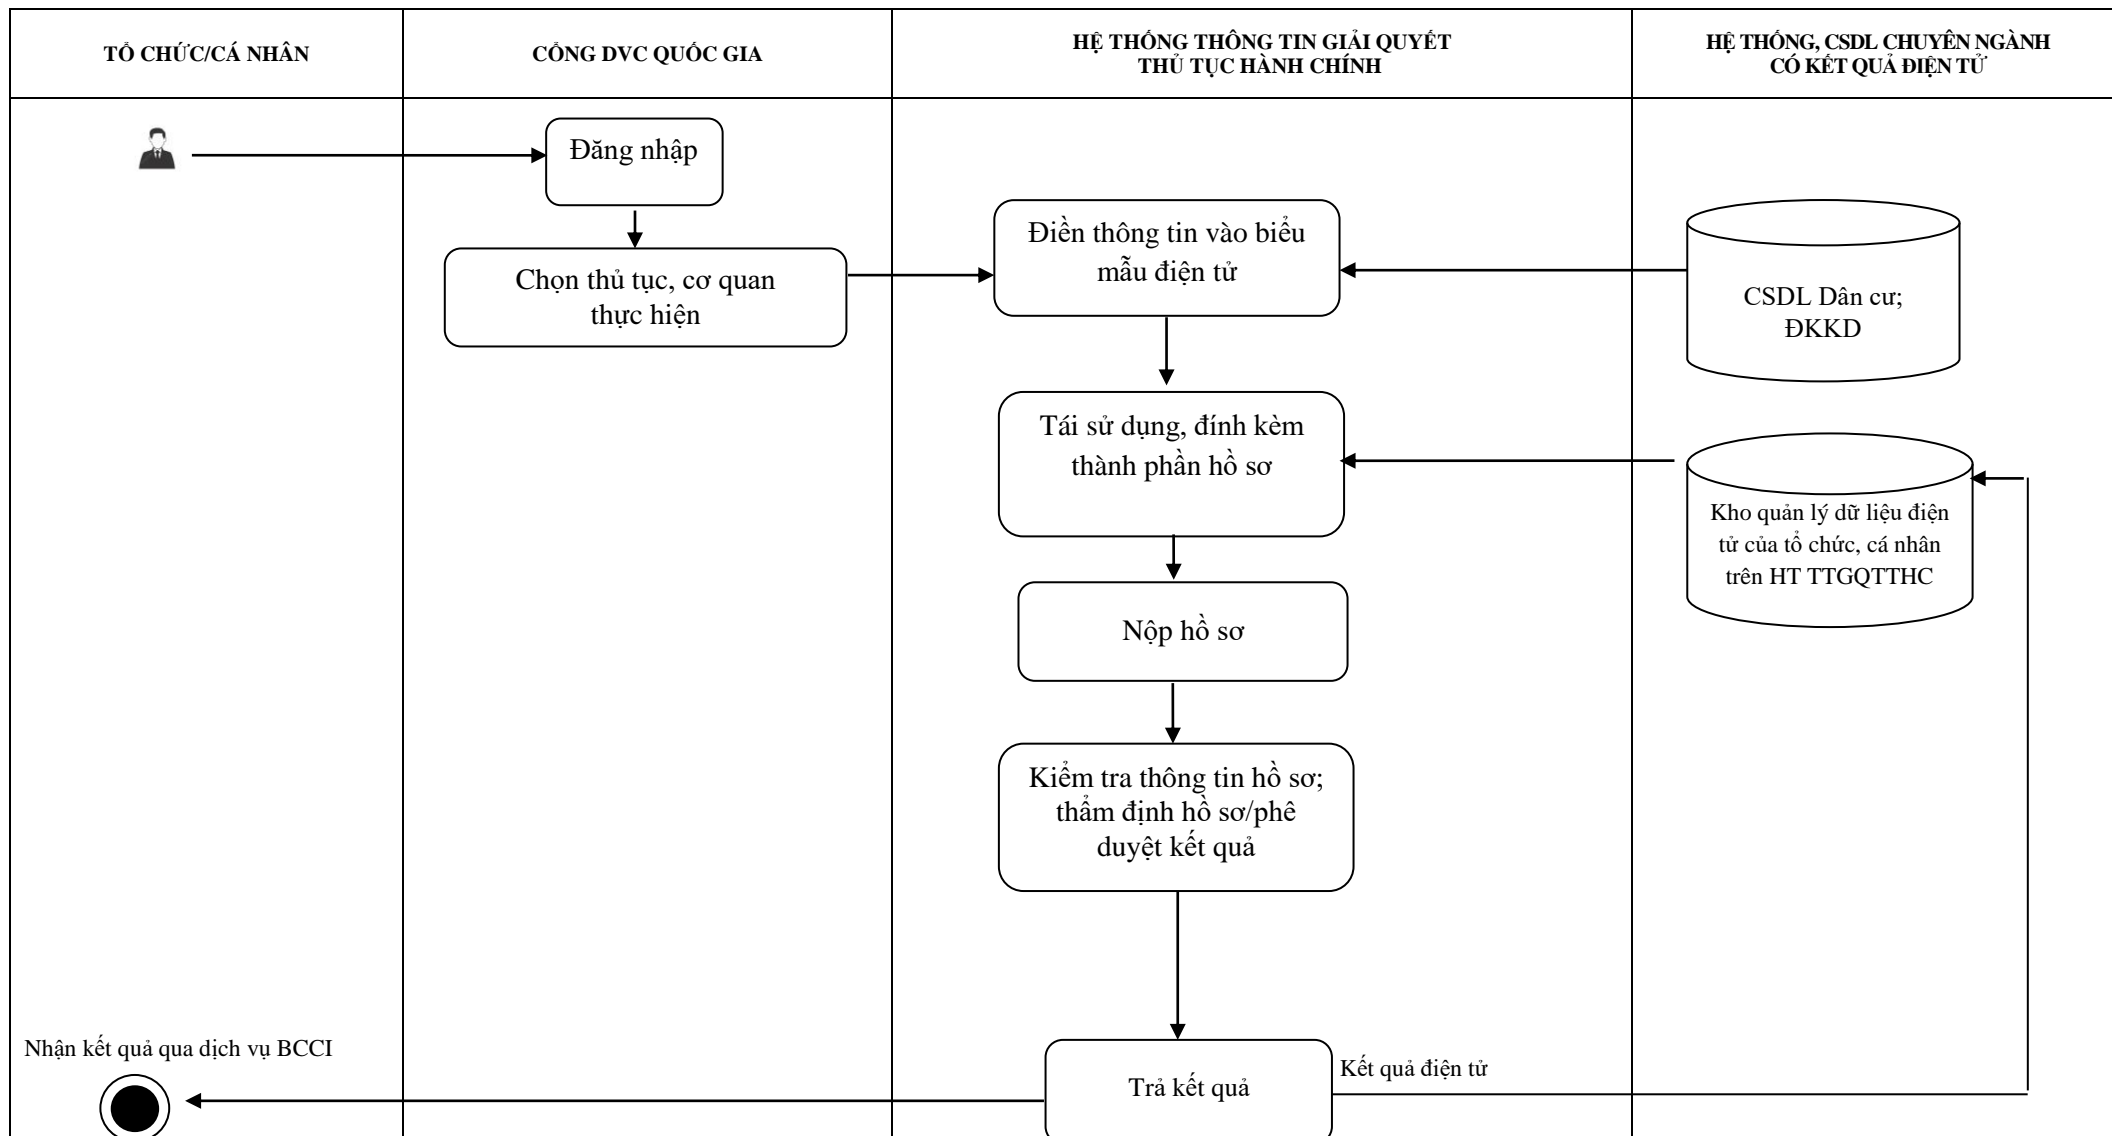 TỔ CHỨC/CÁ NHÂN
CỔNG DVC QUỐC GIA
HỆ THỐNG THÔNG TIN GIẢI QUYẾT
THỦ TỤC HÀNH CHÍNH
HỆ THỐNG, CSDL CHUYÊN NGÀNH
CÓ KẾT QUẢ ĐIỆN TỬ
Đăng nhập
Chọn thủ tục, cơ quan
thực hiện
Điền thông tin vào biểu
mẫu điện tử
CSDL Dân cư;
ĐKKD
Tái sử dụng, đính kèm
thành phần hồ sơ
Kho quản lý dữ liệu điện
tử của tổ chức, cá nhân
trên HT TTGQTTHC
Nộp hồ sơ
Kiểm tra thông tin hồ sơ;
thẩm định hồ sơ/phê
duyệt kết quả
Nhận kết quả qua dịch vụ BCCI
Trả kết quả
Kết quả điện tử